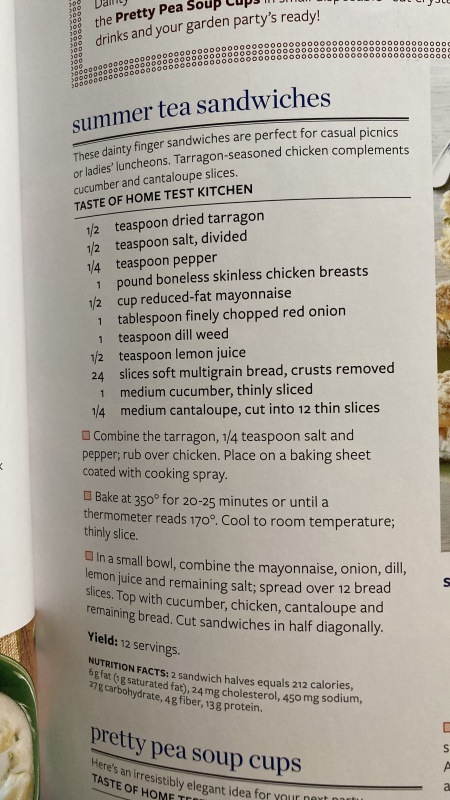 Dainty
the Pretty Pea Soup Cups in small
drinks and your garden party's ready!
summer tea sandwiches
These dainty finger sandwiches are perfect for casual picnics
or ladies' luncheons. Tarragon-seasoned chicken complements
cucumber and cantaloupe slices.
TASTE OF HOME TEST KITCHEN
1/2 teaspoon dried tarragon
1/2 teaspoon salt, divided
1/4 teaspoon pepper
1 pound boneless skinless chicken breasts
1/2 cup reduced-fat mayonnaise
1 tablespoon finely chopped red onion
1 teaspoon dill weed
1/2 teaspoon lemon juice
24 slices soft multigrain bread, crusts removed
1 medium cucumber, thinly sliced
1/4 medium cantaloupe, cut into 12 thin slices
Combine the tarragon, 1/4 teaspoon salt and
pepper; rub over chicken. Place on a baking sheet
coated with cooking spray.
Bake at 350° for 20-25 minutes or until a
thermometer reads 170°. Cool to room temperature;
thinly slice.
In a small bowl, combine the mayonnaise, onion, dill,
lemon juice and remaining salt; spread over 12 bread
slices. Top with cucumber, chicken, cantaloupe and
remaining bread. Cut sandwiches in half diagonally.
Yield: 12 servings.
NUTRITION FACTS: 2 sandwich halves equals 212 calories,
6 g fat (1 g saturated fat), 24 mg cholesterol, 450 mg sodium,
27 g carbohydrate, 4 g fiber, 13 g protein.
pretty pea soup cups
Here's an irresistibly elegant idea for your next party.
TASTE OF HOME